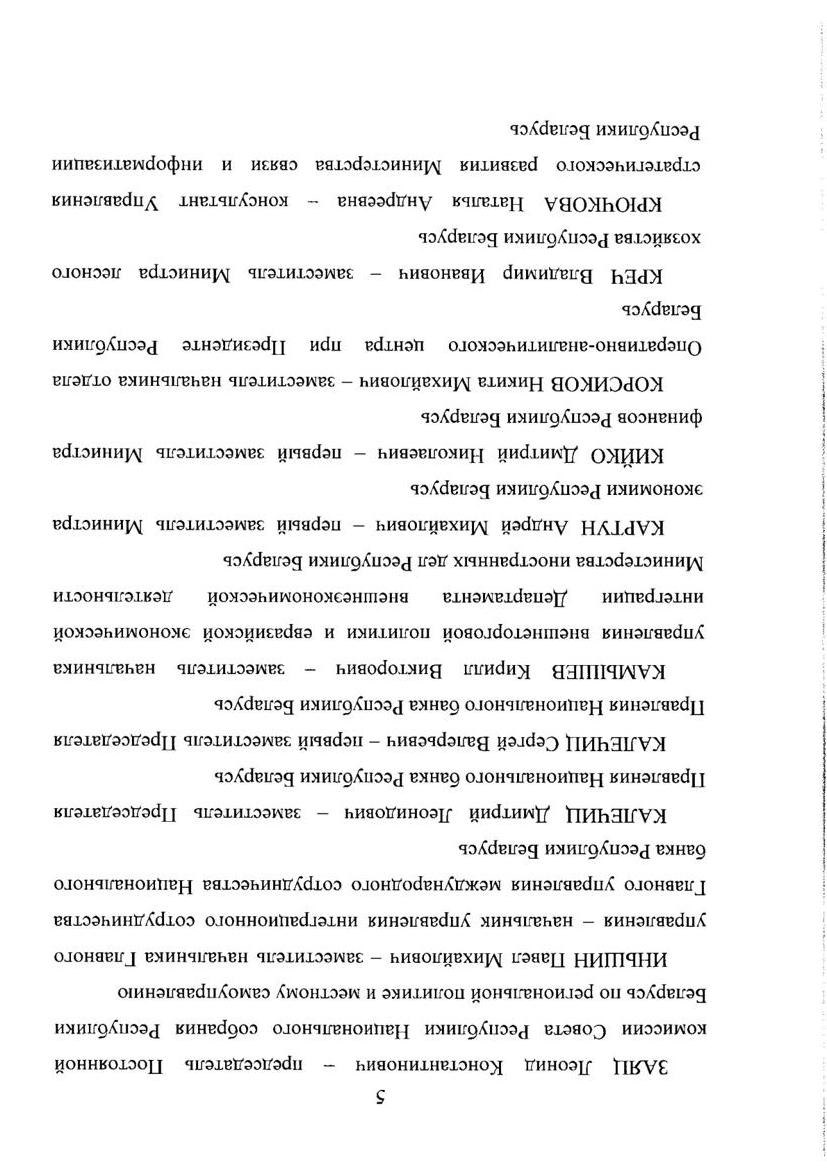 5
ЗАЯЦ Леонид Константинович – председатель Постоянной
комиссии Совета Республики Национального собрания Республики
Беларусь по региональной политике и местному самоуправлению
ИНЬШИН Павел Михайлович – заместитель начальника Главного
управления – начальник управления интеграционного сотрудничества
Главного управления международного сотрудничества Национального
банка Республики Беларусь
КАЛЕЧИЦ Дмитрий Леонидович – заместитель Председателя
Правления Национального банка Республики Беларусь
КАЛЕЧИЦ Сергей Валерьевич – первый заместитель Председателя
Правления Национального банка Республики Беларусь
КАМЫШЕВ Кирилл Викторович – заместитель начальника
управления внешнеторговой политики и евразийской экономической
интеграции Департамента внешнеэкономической деятельности
Министерства иностранных дел Республики Беларусь
КАРТУН Андрей Михайлович – первый заместитель Министра
экономики Республики Беларусь
КИЙКО Дмитрий Николаевич – первый заместитель Министра
финансов Республики Беларусь
КОРСИКОВ Никита Михайлович – заместитель начальника отдела
Оперативно-аналитического центра при Президенте Республики
Беларусь
КРЕЧ Владимир Иванович – заместитель Министра лесного
хозяйства Республики Беларусь
КРЮЧКОВА Наталья Андреевна – консультант Управления
стратегического развития Министерства связи и информатизации
Республики Беларусь